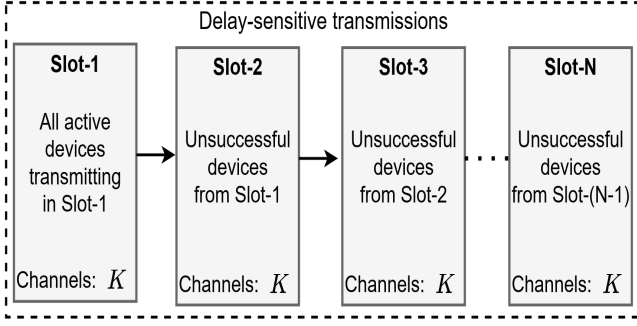 Delay-sensitive transmissions
Slot-1
All active
devices
transmitting
in Slot-1
Channels: K
Slot-2
Unsuccessful
devices
from Slot-1
Channels: K
Slot-3
Unsuccessful
devices
from Slot-2
Channels: K
Slot-N
Unsuccessful
devices
from Slot-(N-1)
Channels: K